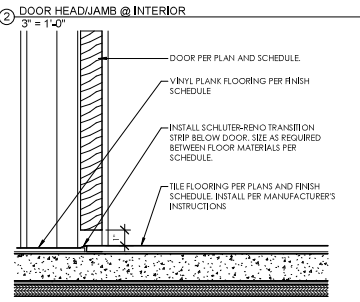 2 DOOR HEAD/JAMB @ INTERIOR
3" = 1'-0"
DOOR PER PLAN AND SCHEDULE.
VINYL PLANK FLOORING PER FINISH
SCHEDULE
INSTALL SCHLUTER-RENO TRANSITION
STRIP BELOW DOOR. SIZE AS REQUIRED
BETWEEN FLOOR MATERIALS PER
SCHEDULE.
TILE FLOORING PER PLANS AND FINISH
SCHEDULE. INSTALL PER MANUFACTURER'S
INSTRUCTIONS
1"